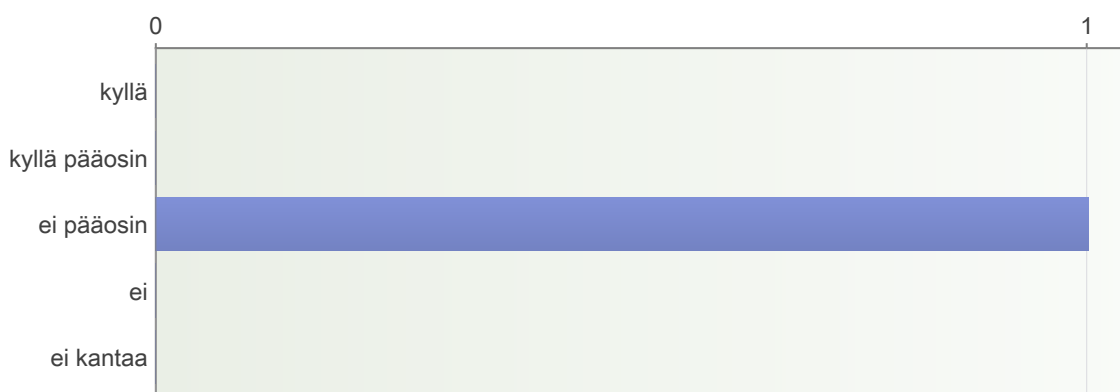 0 1
kyllä
kyllä pääosin
ei pääosin
ei
ei kantaa